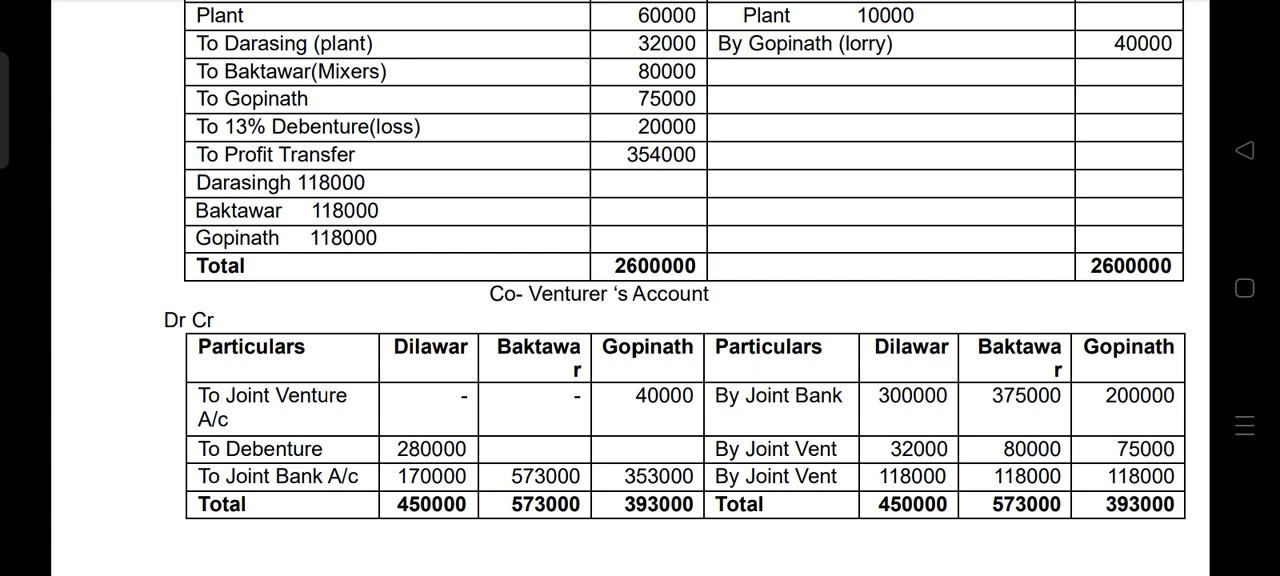 Plant 60000 Plant 10000
To Darasing (plant) 32000 By Gopinath (lorry) 40000
To Baktawar(Mixers) 80000
To Gopinath 75000
To 13% Debenture(loss) 20000
To Profit Transfer 354000
Darasingh 118000
Baktawar 118000
Gopinath 118000
Total 2600000 2600000
Co- Venturer ‘s Account
Dr Cr
Particulars Dilawar Baktawa Gopinath Particulars Dilawar Baktawa Gopinath
r r
To Joint Venture - - 40000 By Joint Bank 300000 375000 200000
A/c
To Debenture 280000 By Joint Vent 32000 80000 75000
To Joint Bank A/c 170000 573000 353000 By Joint Vent 118000 118000 118000
Total 450000 573000 393000 Total 450000 573000 393000